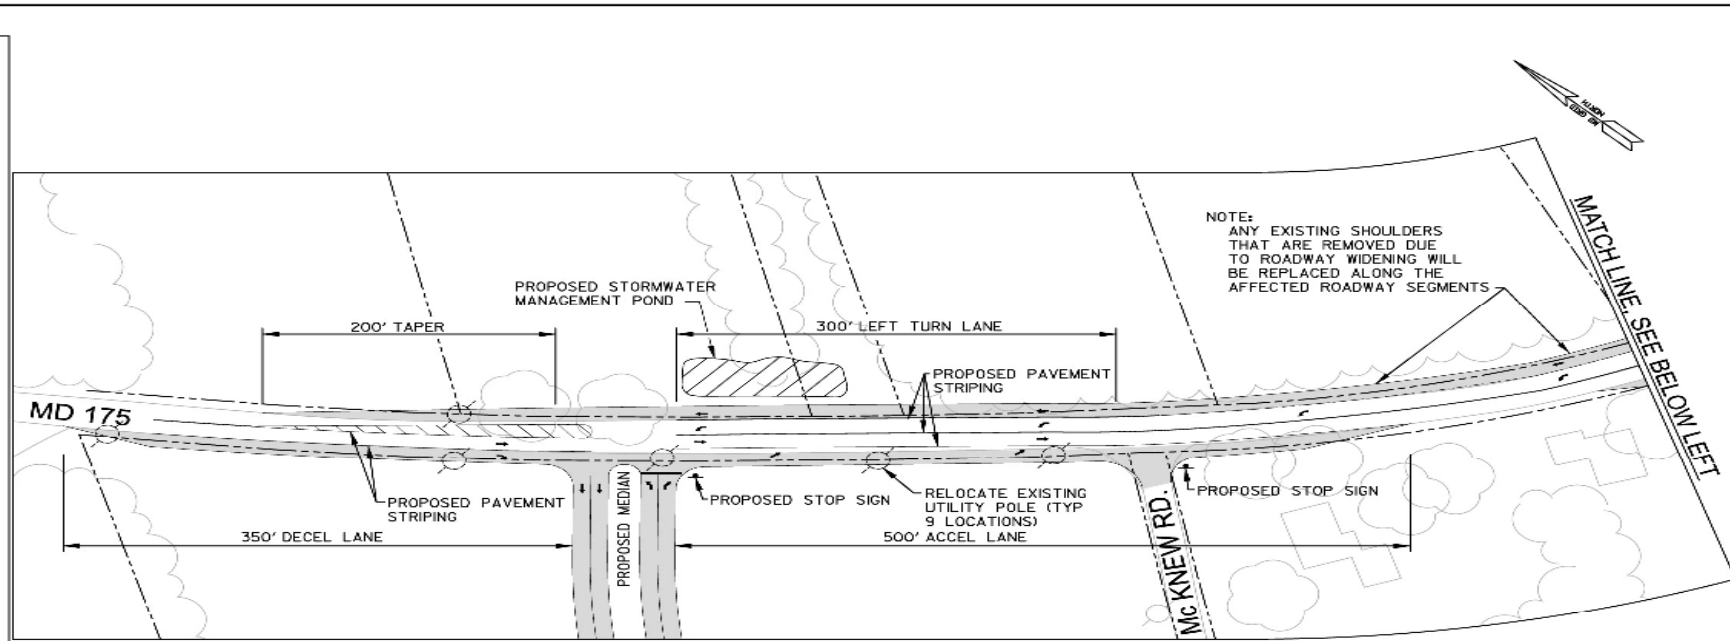 MD GRID
NORTH
NOTE:
ANY EXISTING SHOULDERS
THAT ARE REMOVED DUE
TO ROADWAY WIDENING WILL
BE REPLACED ALONG THE
AFFECTED ROADWAY SEGMENTS
MATCH LINE, SEE BELOW LEFT
PROPOSED STORMWATER
MANAGEMENT POND
200' TAPER
300' LEFT TURN LANE
PROPOSED PAVEMENT
STRIPING
MD 175
PROPOSED PAVEMENT
STRIPING
PROPOSED MEDIAN
PROPOSED STOP SIGN
RELOCATE EXISTING
UTILITY POLE (TYP
9 LOCATIONS)
PROPOSED STOP SIGN
350' DECEL LANE
500' ACCEL LANE
Mc KNEW RD.